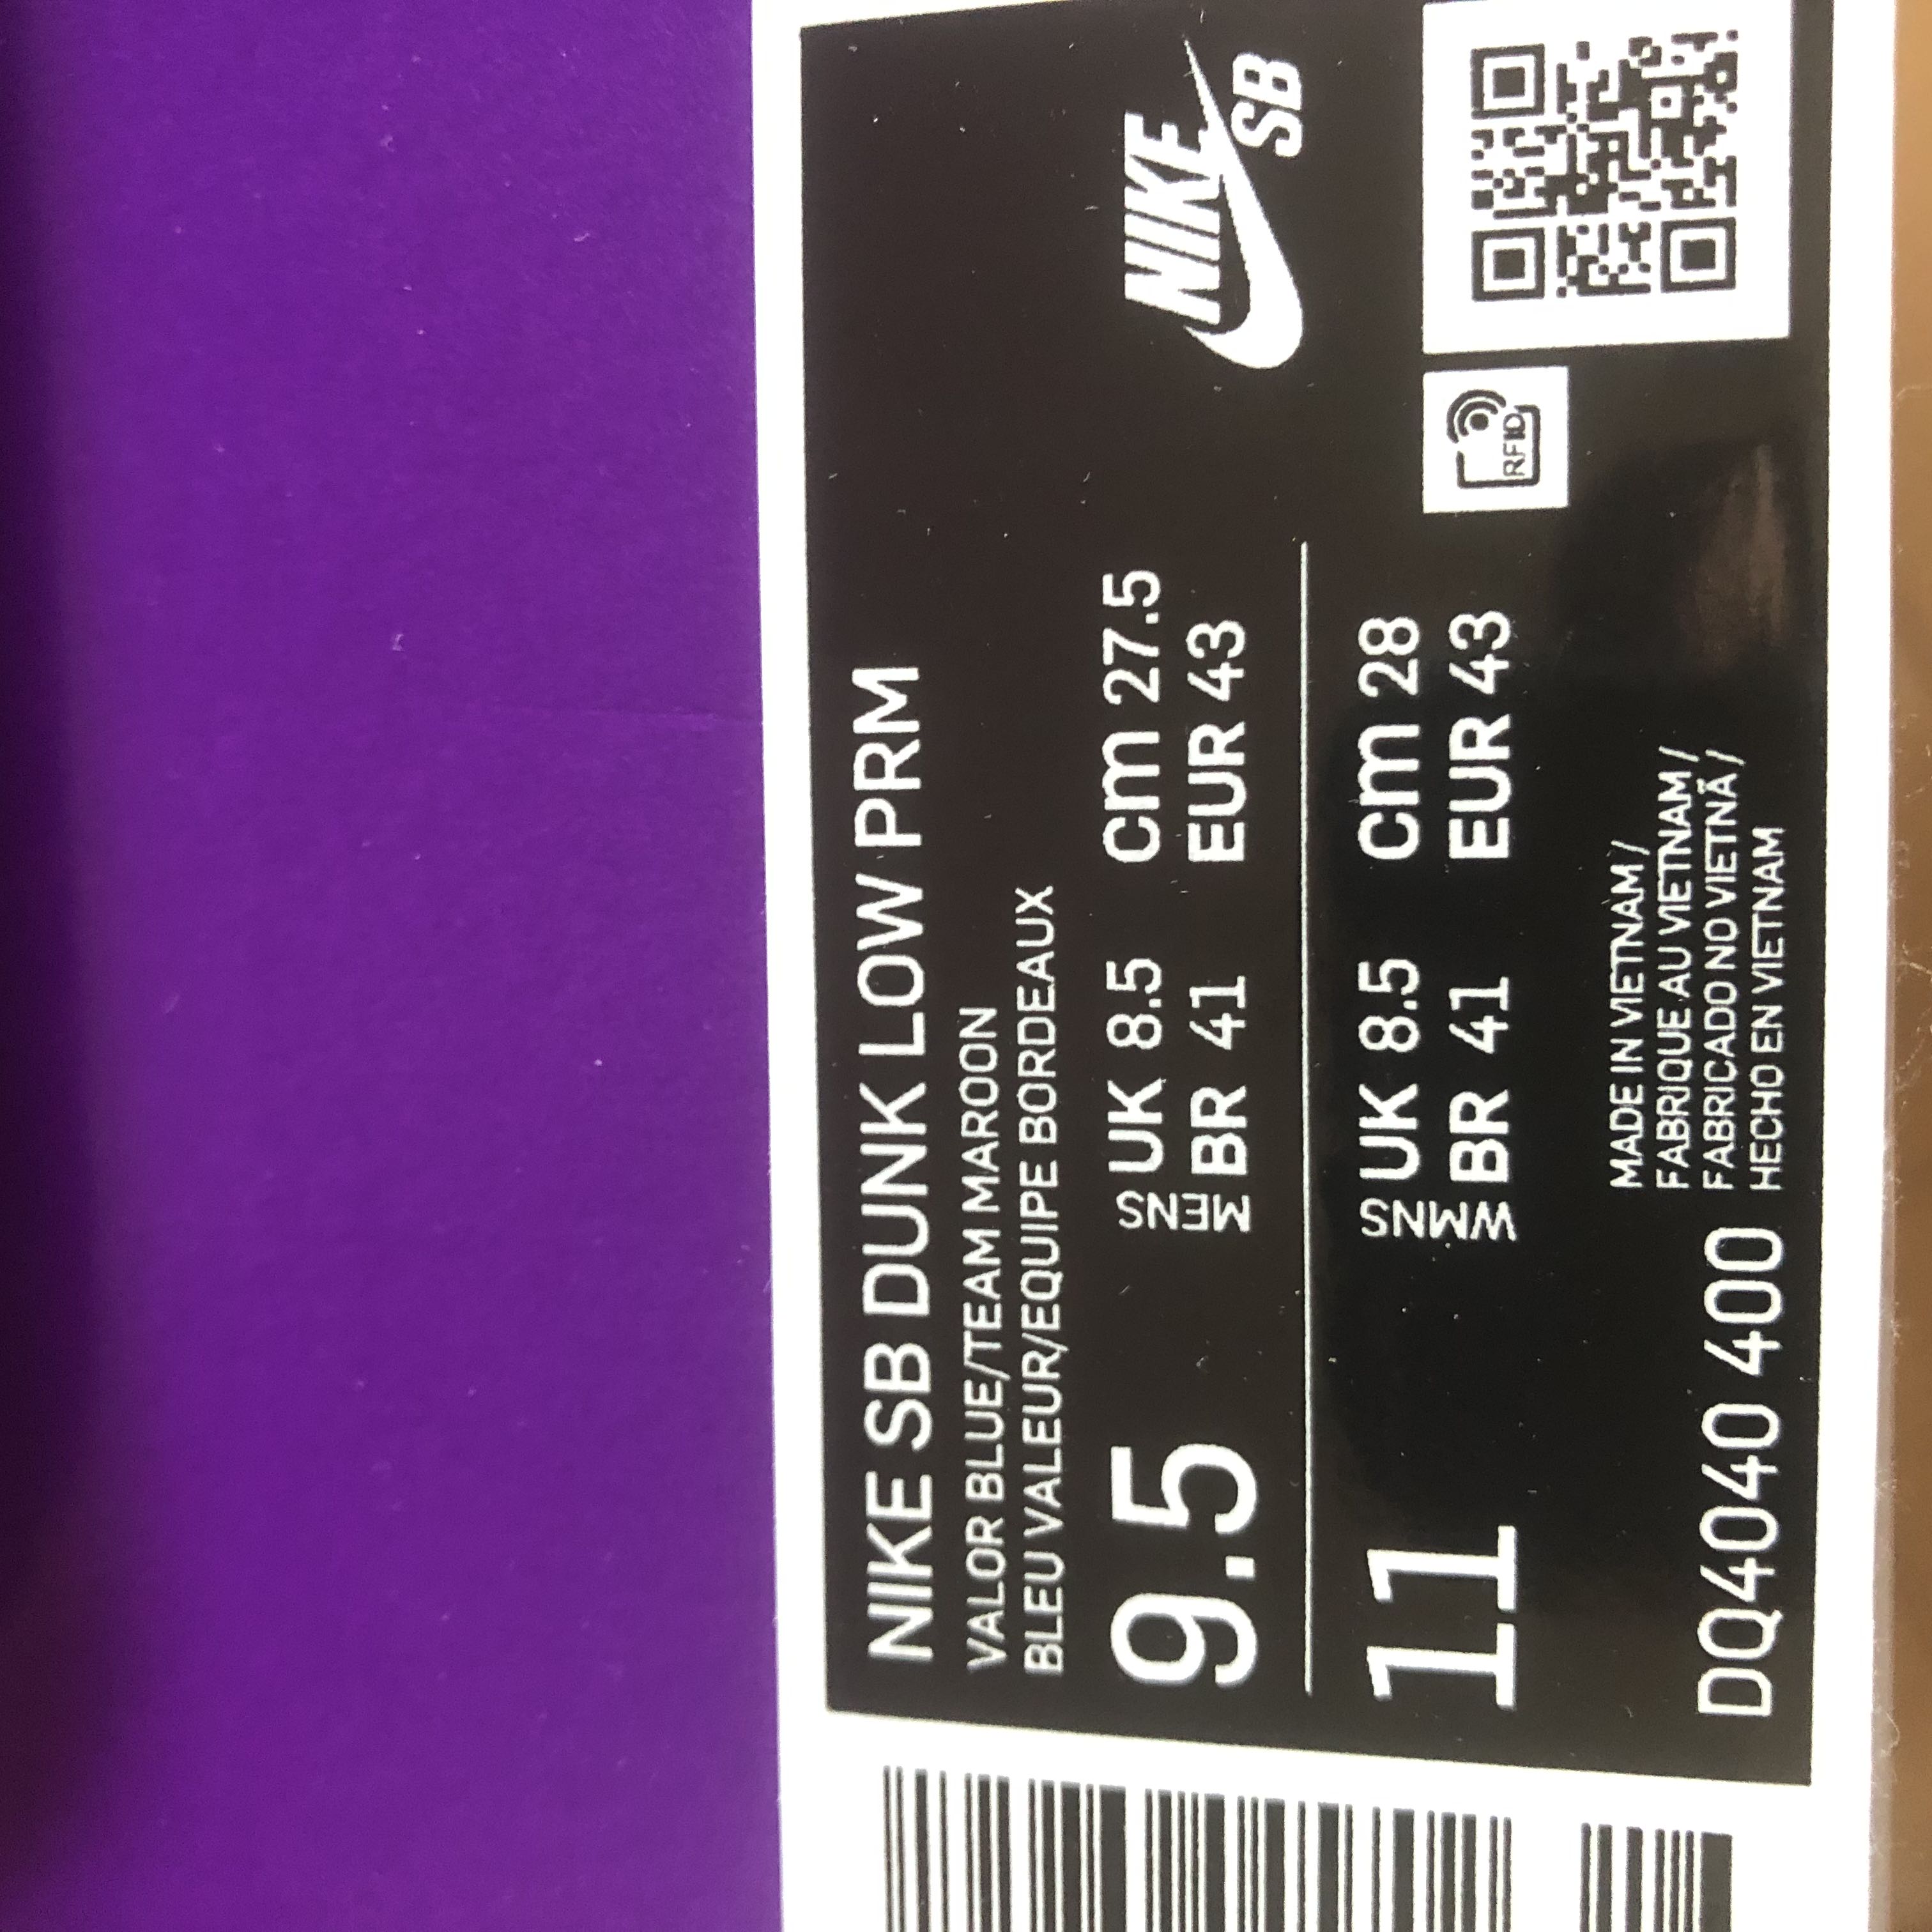 NIKE SB DUNK LOW PRM
VALOR BLUE/TEAM MAROON
BLEU VALEUR/EQUIPE BORDEAUX
9.5 MENS UK 8.5 cm 27.5
BR 41 EUR 43
NIKE
SB
11 WMNS UK 8.5 cm 28
BR 41 EUR 43
RFID
MADE IN VIETNAM /
FABRIQUE AU VIETNAM /
FABRICADO NO VIETNÃ /
DQ4040 400 HECHO EN VIETNAM